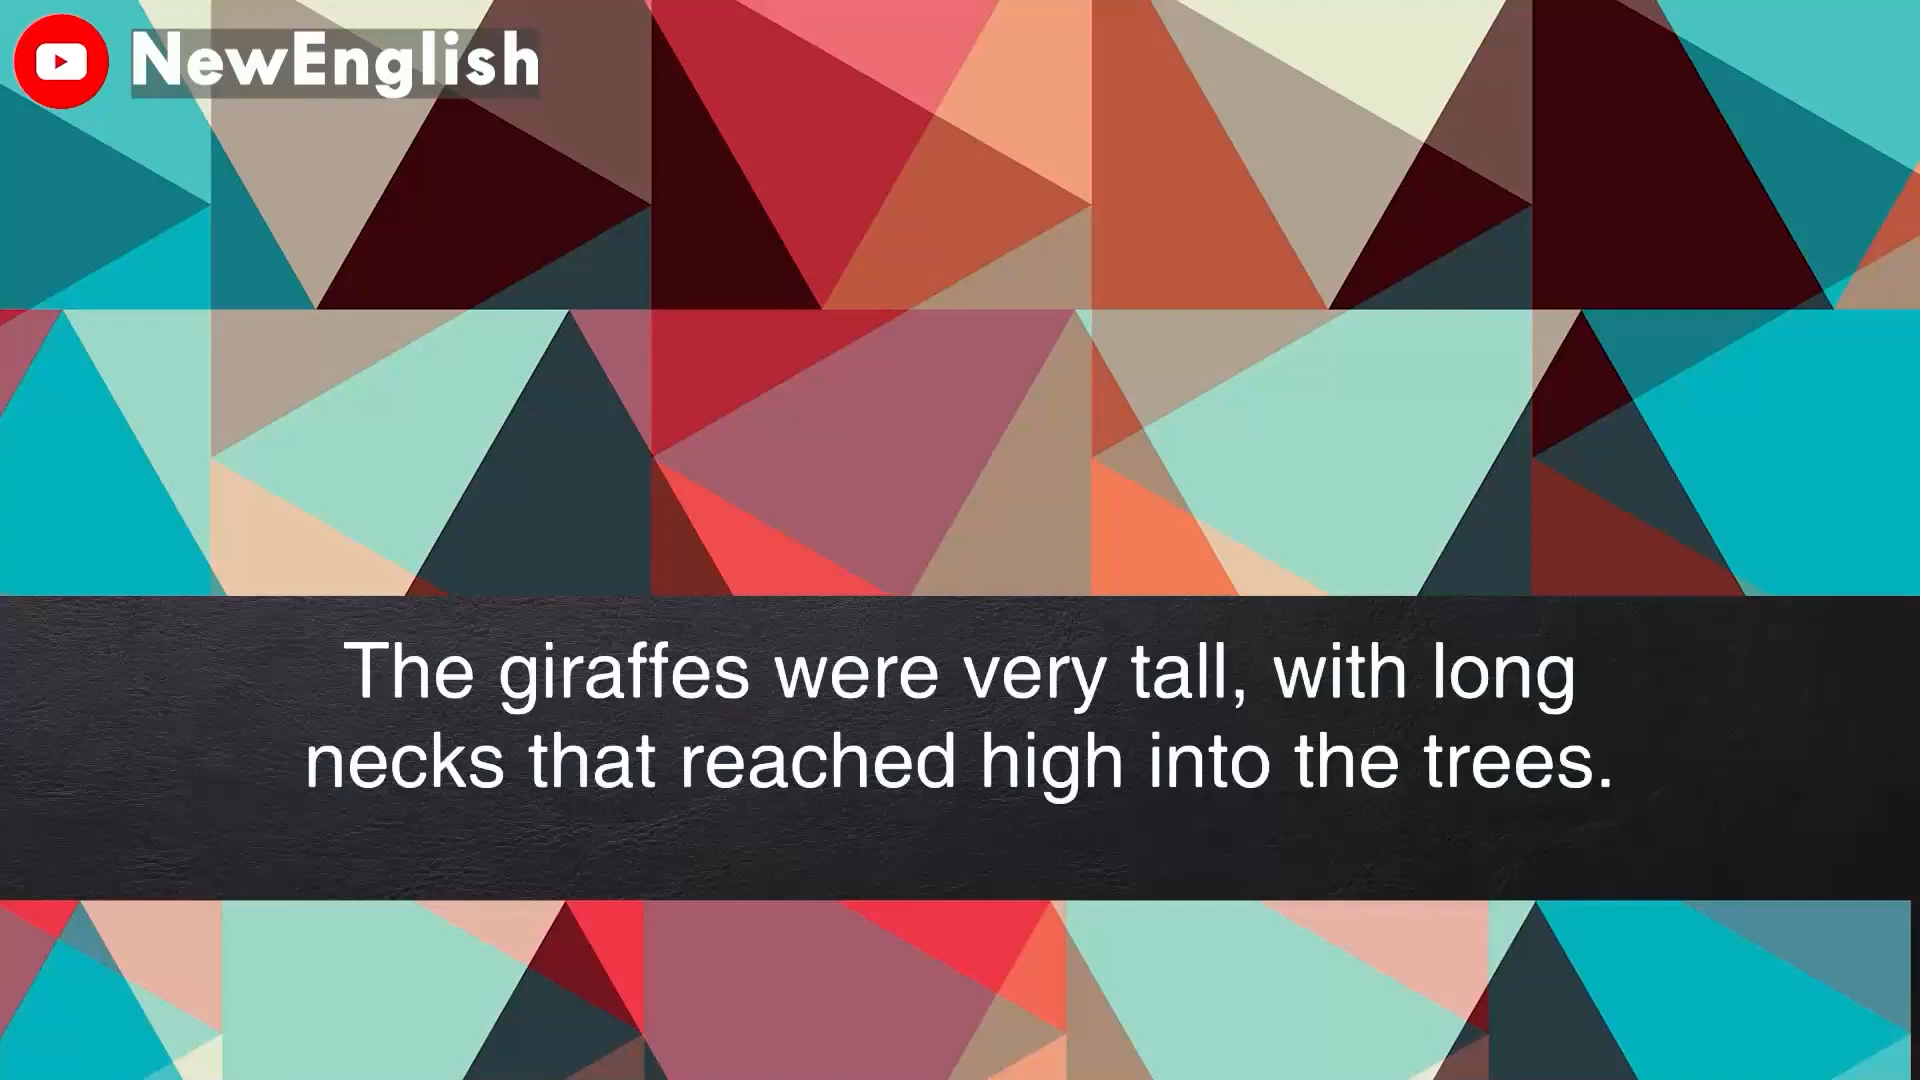 NewEnglish
The giraffes were very tall, with long
necks that reached high into the trees.